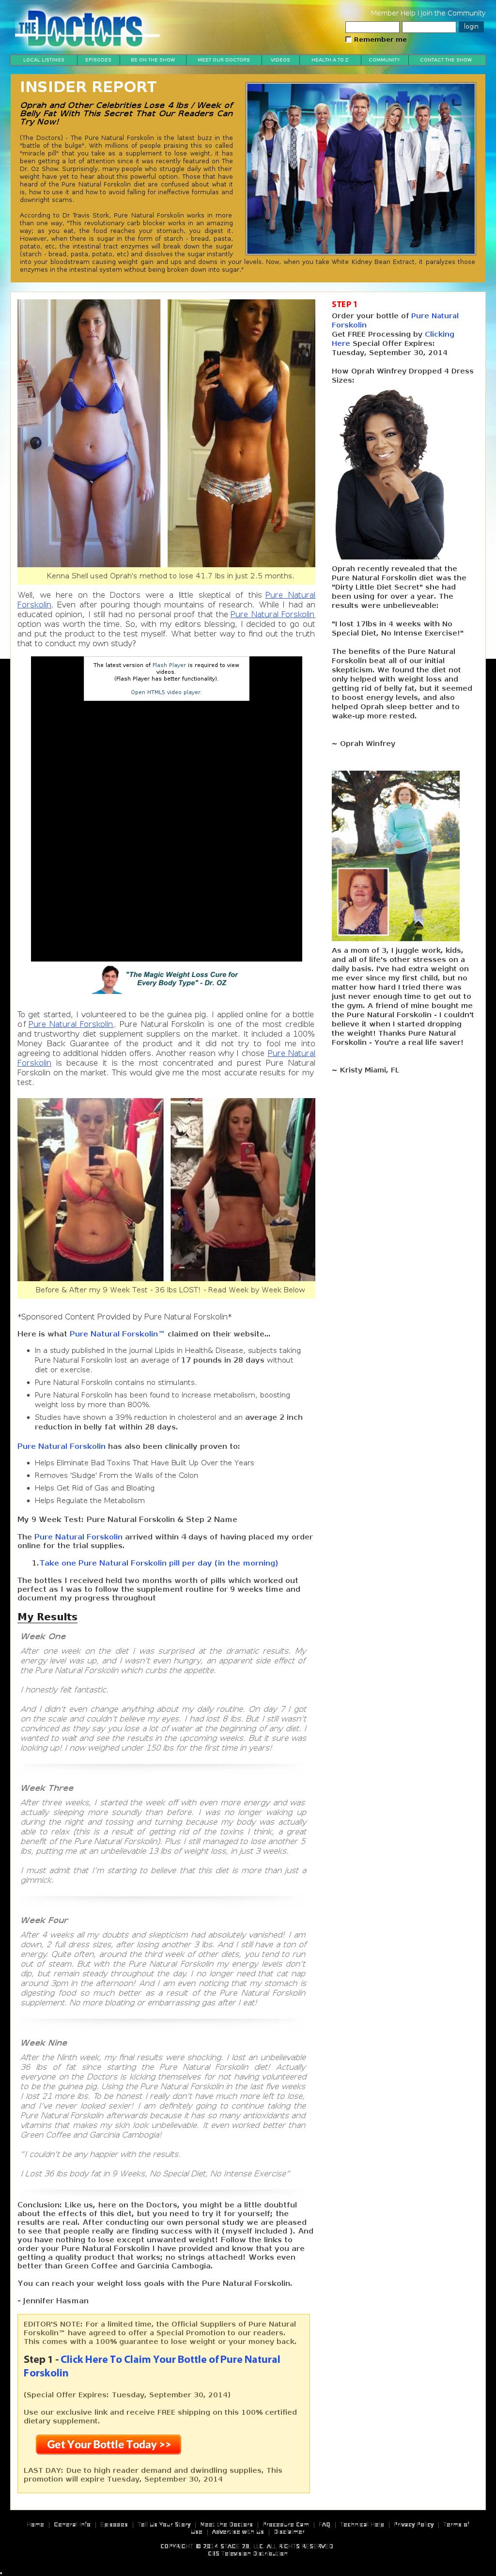 THE Doctors
Member Help | Join the Community
login
Remember me
LOCAL LISTINGS
EPISODES
BE ON THE SHOW
MEET OUR DOCTORS
VIDEOS
HEALTH A TO Z
COMMUNITY
CONTACT THE SHOW
INSIDER REPORT
Oprah and Other Celebrities Lose 4 lbs / Week of
Belly Fat With This Secret That Our Readers Can
Try Now!
(The Doctors) - The Pure Natural Forskolin is the latest buzz in the
"battle of the bulge". With millions of people praising this so called
"miracle pill" that you take as a supplement to lose weight, it has
been getting a lot of attention since it was recently featured on The
Dr. Oz Show. Surprisingly, many people who struggle daily with their
weight have yet to hear about this powerful option. Those that have
heard of the Pure Natural Forskolin diet are confused about what it
is, how to use it and how to avoid falling for ineffective formulas and
downright scams.
According to Dr Travis Stork, Pure Natural Forskolin works in more
than one way, "This revolutionary carb blocker works in an amazing
way; as you eat, the food reaches your stomach, you digest it.
However, when there is sugar in the form of starch - bread, pasta,
potato, etc, the intestinal tract enzymes will break down the sugar
(starch - bread, pasta, potato, etc) and dissolves the sugar instantly
into your bloodstream causing weight gain and ups and downs in your levels. Now, when you take White Kidney Bean Extract, it paralyzes those
enzymes in the intestinal system without being broken down into sugar."
Kenna Shell used Oprah's method to lose 41.7 lbs in just 2.5 months.
Well, we here on the Doctors were a little skeptical of this Pure Natural
Forskolin. Even after pouring though mountains of research. While I had an
educated opinion, I still had no personal proof that the Pure Natural Forskolin
option was worth the time. So, with my editors blessing, I decided to go out
and put the product to the test myself. What better way to find out the truth
that to conduct my own study?
The latest version of Flash Player is required to view
videos.
(Flash Player has better functionality).
Open HTML5 video player.
"The Magic Weight Loss Cure for
Every Body Type" - Dr. OZ
To get started, I volunteered to be the guinea pig. I applied online for a bottle
of Pure Natural Forskolin. Pure Natural Forskolin is one of the most credible
and trustworthy diet supplement suppliers on the market. It included a 100%
Money Back Guarantee of the product and it did not try to fool me into
agreeing to additional hidden offers. Another reason why I chose Pure Natural
Forskolin is because it is the most concentrated and purest Pure Natural
Forskolin on the market. This would give me the most accurate results for my
test.
Before & After my 9 Week Test - 36 lbs LOST! - Read Week by Week Below
*Sponsored Content Provided by Pure Natural Forskolin*
Here is what Pure Natural Forskolin™ claimed on their website...
• In a study published in the journal Lipids in Health& Disease, subjects taking
Pure Natural Forskolin lost an average of 17 pounds in 28 days without
diet or exercise.
• Pure Natural Forskolin contains no stimulants.
• Pure Natural Forskolin has been found to increase metabolism, boosting
weight loss by more than 800%.
• Studies have shown a 39% reduction in cholesterol and an average 2 inch
reduction in belly fat within 28 days.
Pure Natural Forskolin has also been clinically proven to:
• Helps Eliminate Bad Toxins That Have Built Up Over the Years
• Removes 'Sludge' From the Walls of the Colon
• Helps Get Rid of Gas and Bloating
• Helps Regulate the Metabolism
My 9 Week Test: Pure Natural Forskolin & Step 2 Name
The Pure Natural Forskolin arrived within 4 days of having placed my order
online for the trial supplies.
1.Take one Pure Natural Forskolin pill per day (in the morning)
The bottles I received held two months worth of pills which worked out
perfect as I was to follow the supplement routine for 9 weeks time and
document my progress throughout
My Results
Week One
After one week on the diet I was surprised at the dramatic results. My
energy level was up, and I wasn't even hungry, an apparent side effect of
the Pure Natural Forskolin which curbs the appetite.
I honestly felt fantastic.
And I didn't even change anything about my daily routine. On day 7 I got
on the scale and couldn't believe my eyes. I had lost 8 lbs. But I still wasn't
convinced as they say you lose a lot of water at the beginning of any diet. I
wanted to wait and see the results in the upcoming weeks. But it sure was
looking up! I now weighed under 150 lbs for the first time in years!
Week Three
After three weeks, I started the week off with even more energy and was
actually sleeping more soundly than before. I was no longer waking up
during the night and tossing and turning because my body was actually
able to relax (this is a result of getting rid of the toxins I think, a great
benefit of the Pure Natural Forskolin). Plus I still managed to lose another 5
lbs, putting me at an unbelievable 13 lbs of weight loss, in just 3 weeks.
I must admit that I'm starting to believe that this diet is more than just a
gimmick.
Week Four
After 4 weeks all my doubts and skepticism had absolutely vanished! I am
down, 2 full dress sizes, after losing another 3 lbs. And I still have a ton of
energy. Quite often, around the third week of other diets, you tend to run
out of steam. But with the Pure Natural Forskolin my energy levels don't
dip, but remain steady throughout the day. I no longer need that cat nap
around 3pm in the afternoon! And I am even noticing that my stomach is
digesting food so much better as a result of the Pure Natural Forskolin
supplement. No more bloating or embarrassing gas after I eat!
Week Nine
After the Ninth week, my final results were shocking. I lost an unbelievable
36 lbs of fat since starting the Pure Natural Forskolin diet! Actually
everyone on the Doctors is kicking themselves for not having volunteered
to be the guinea pig. Using the Pure Natural Forskolin in the last five weeks
I lost 21 more lbs. To be honest I really don't have much more left to lose,
and I've never looked sexier! I am definitely going to continue taking the
Pure Natural Forskolin afterwards because it has so many antioxidants and
vitamins that makes my skin look unbelievable. It even worked better than
Green Coffee and Garcinia Cambogia!
"I couldn't be any happier with the results.
I Lost 36 lbs body fat in 9 Weeks, No Special Diet, No Intense Exercise"
Conclusion: Like us, here on the Doctors, you might be a little doubtful
about the effects of this diet, but you need to try it for yourself; the
results are real. After conducting our own personal study we are pleased
to see that people really are finding success with it (myself included ). And
you have nothing to lose except unwanted weight! Follow the links to
order your Pure Natural Forskolin I have provided and know that you are
getting a quality product that works; no strings attached! Works even
better than Green Coffee and Garcinia Camobgia.
You can reach your weight loss goals with the Pure Natural Forskolin.
- Jennifer Hasman
EDITOR'S NOTE: For a limited time, the Official Suppliers of Pure Natural
Forskolin™ have agreed to offer a Special Promotion to our readers.
This comes with a 100% guarantee to lose weight or your money back.
Step 1 - Click Here To Claim Your Bottle of Pure Natural
Forskolin
(Special Offer Expires: Tuesday, September 30, 2014)
Use our exclusive link and receive FREE shipping on this 100% certified
dietary supplement.
Get Your Bottle Today >>
LAST DAY: Due to high reader demand and dwindling supplies, This
promotion will expire Tuesday, September 30, 2014
STEP 1
Order your bottle of Pure Natural
Forskolin
Get FREE Processing by Clicking
Here Special Offer Expires:
Tuesday, September 30, 2014
How Oprah Winfrey Dropped 4 Dress
Sizes:
Oprah recently revealed that the
Pure Natural Forskolin diet was the
"Dirty Little Diet Secret" she had
been using for over a year. The
results were unbelieveable:
"I lost 17lbs in 4 weeks with No
Special Diet, No Intense Exercise!"
The benefits of the Pure Natural
Forskolin beat all of our initial
skepticism. We found the diet not
only helped with weight loss and
getting rid of belly fat, but it seemed
to boost energy levels, and also
helped Oprah sleep better and to
wake-up more rested.
~ Oprah Winfrey
As a mom of 3, I juggle work, kids,
and all of life's other stresses on a
daily basis. I've had extra weight on
me ever since my first child, but no
matter how hard I tried there was
just never enough time to get out to
the gym. A friend of mine bought me
the Pure Natural Forskolin - I couldn't
believe it when I started dropping
the weight!! Thanks Pure Natural
Forskolin - You're a real life saver!
~ Kristy Miami, FL
Home | General Info | Episodes | Tell Us Your Story | Meet the Doctors | Procedure Cam | FAQ | Technical Help | Privacy Policy | Terms of
Use | Advertise with Us | Disclaimer
COPYRIGHT © 2014 STAGE 29, LLC. ALL RIGHTS RESERVED
CBS Television Distribution